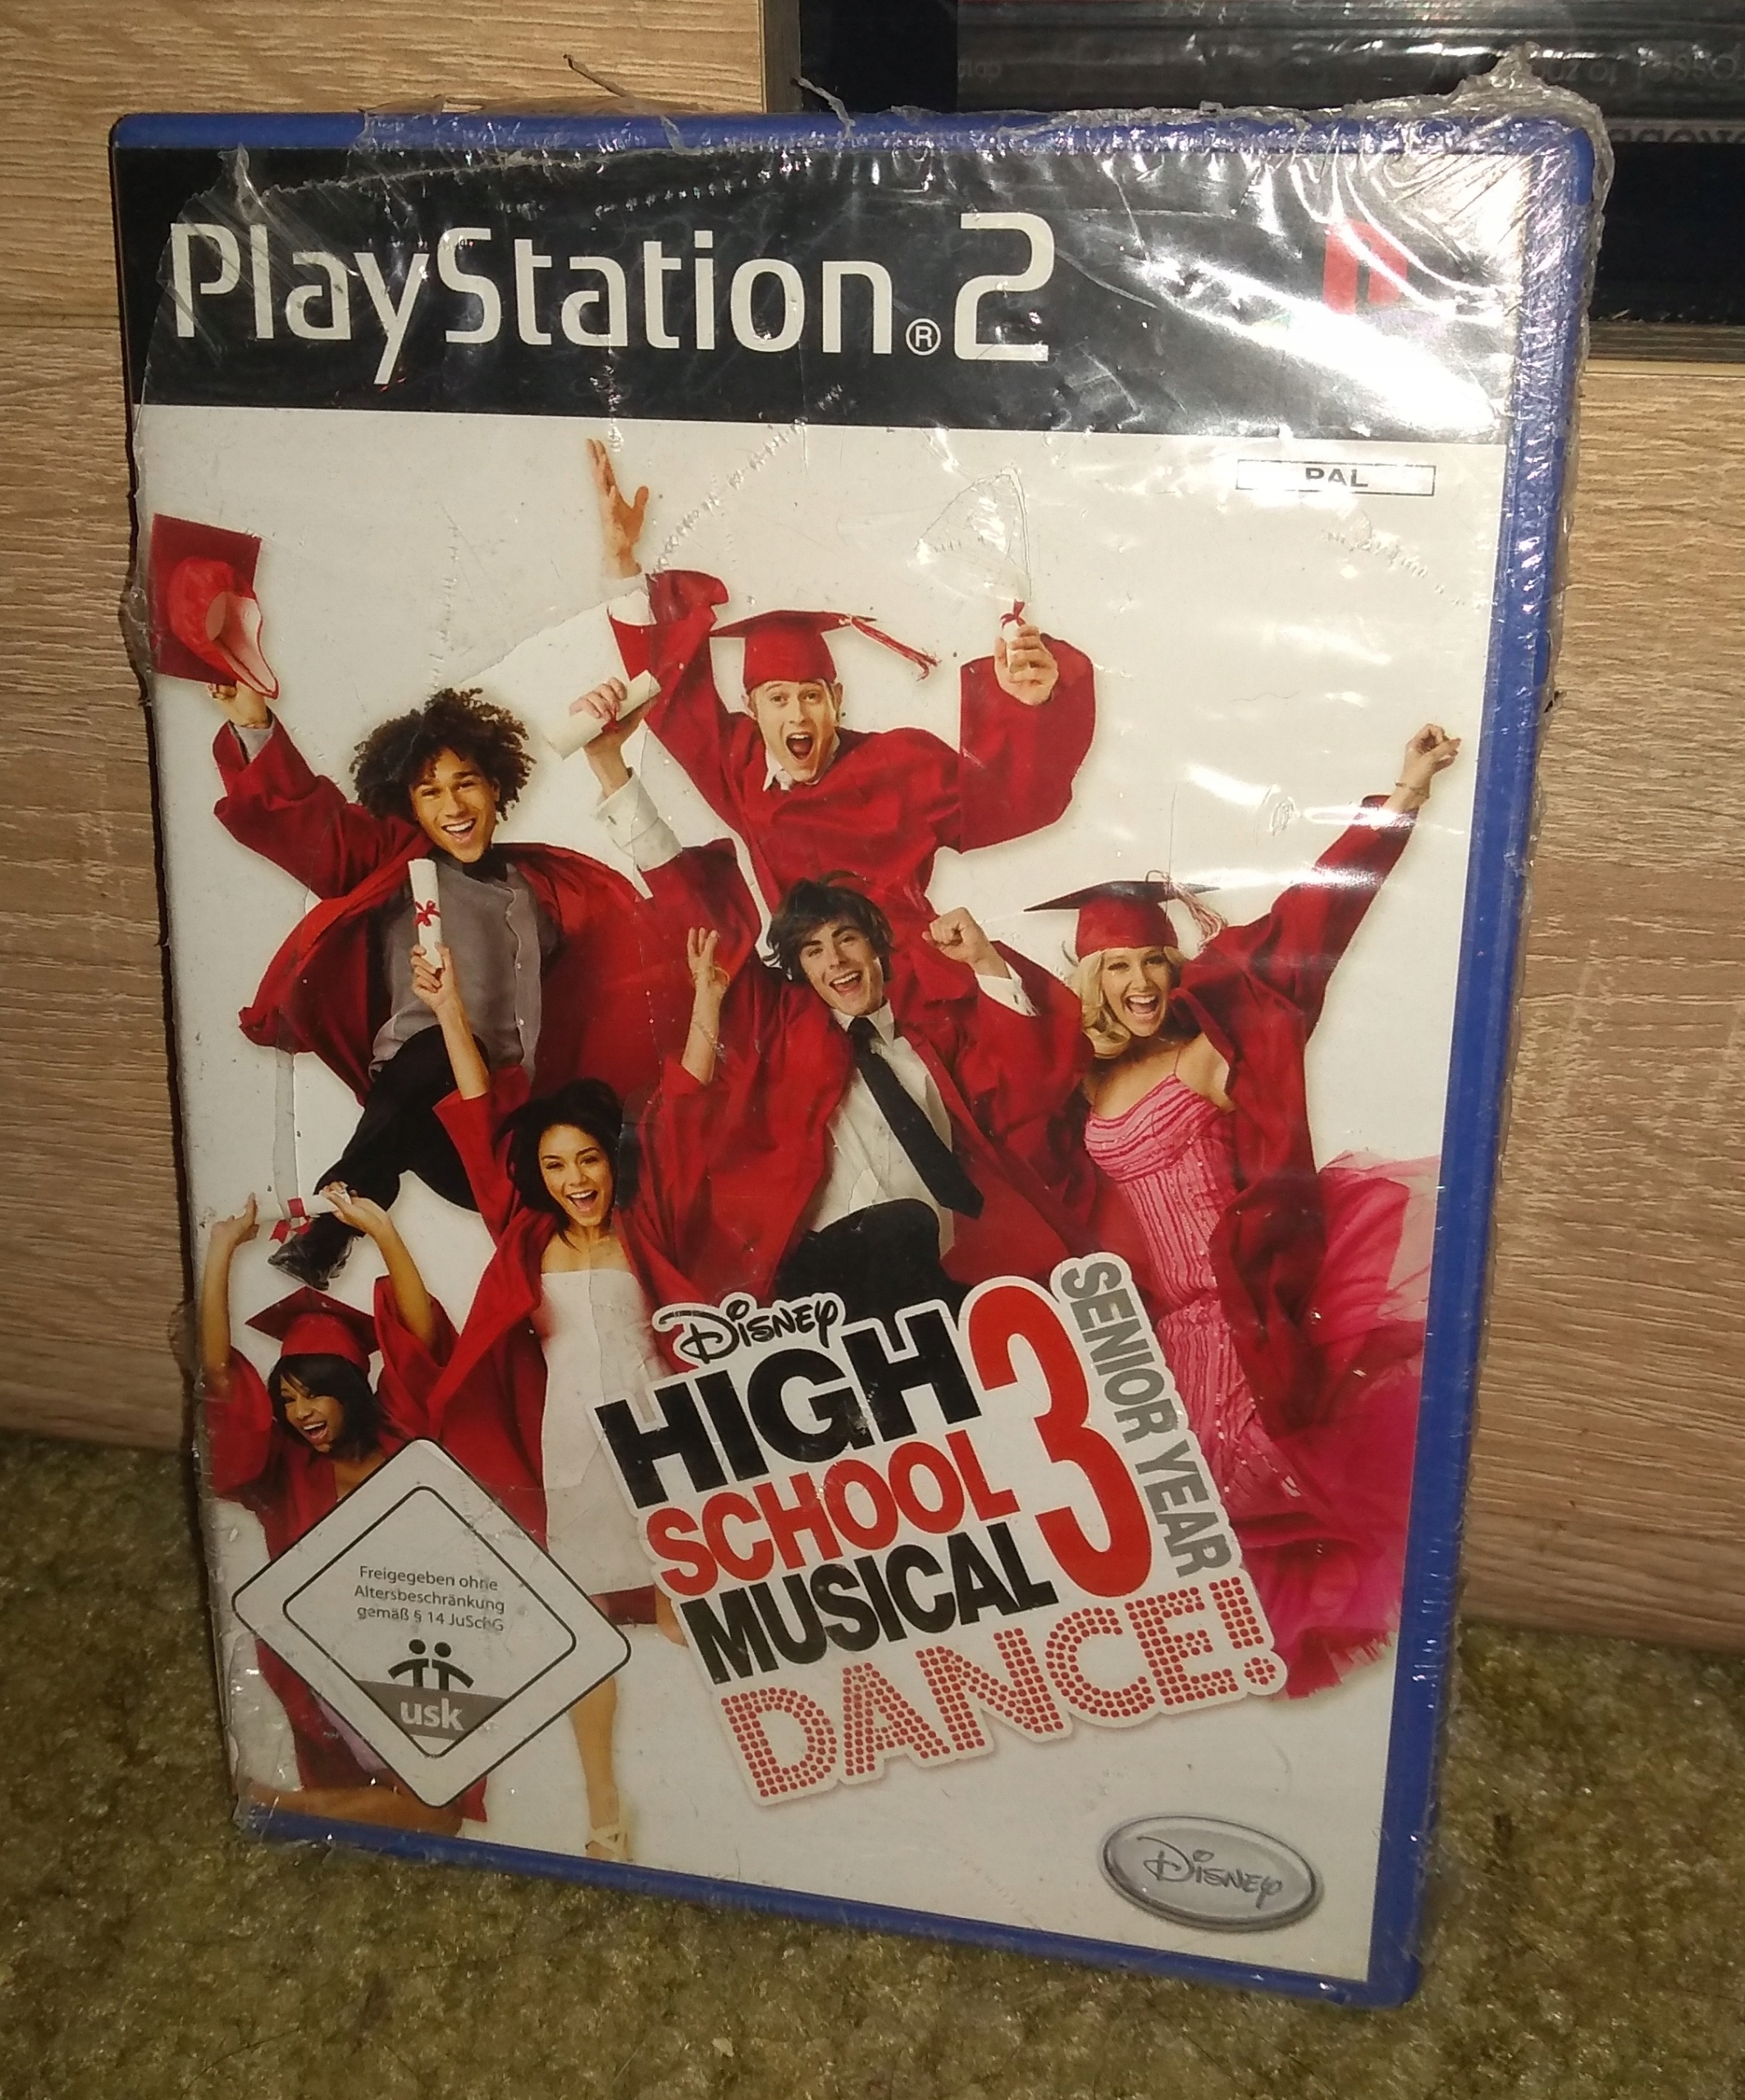 PlayStation®2
PAL
DISNEY
HIGH
SCHOOL
MUSICAL
3
SENIOR YEAR
DANCE!
Freigegeben ohne
Altersbeschränkung
gemäß § 14 JuSchG
usk
DISNEY